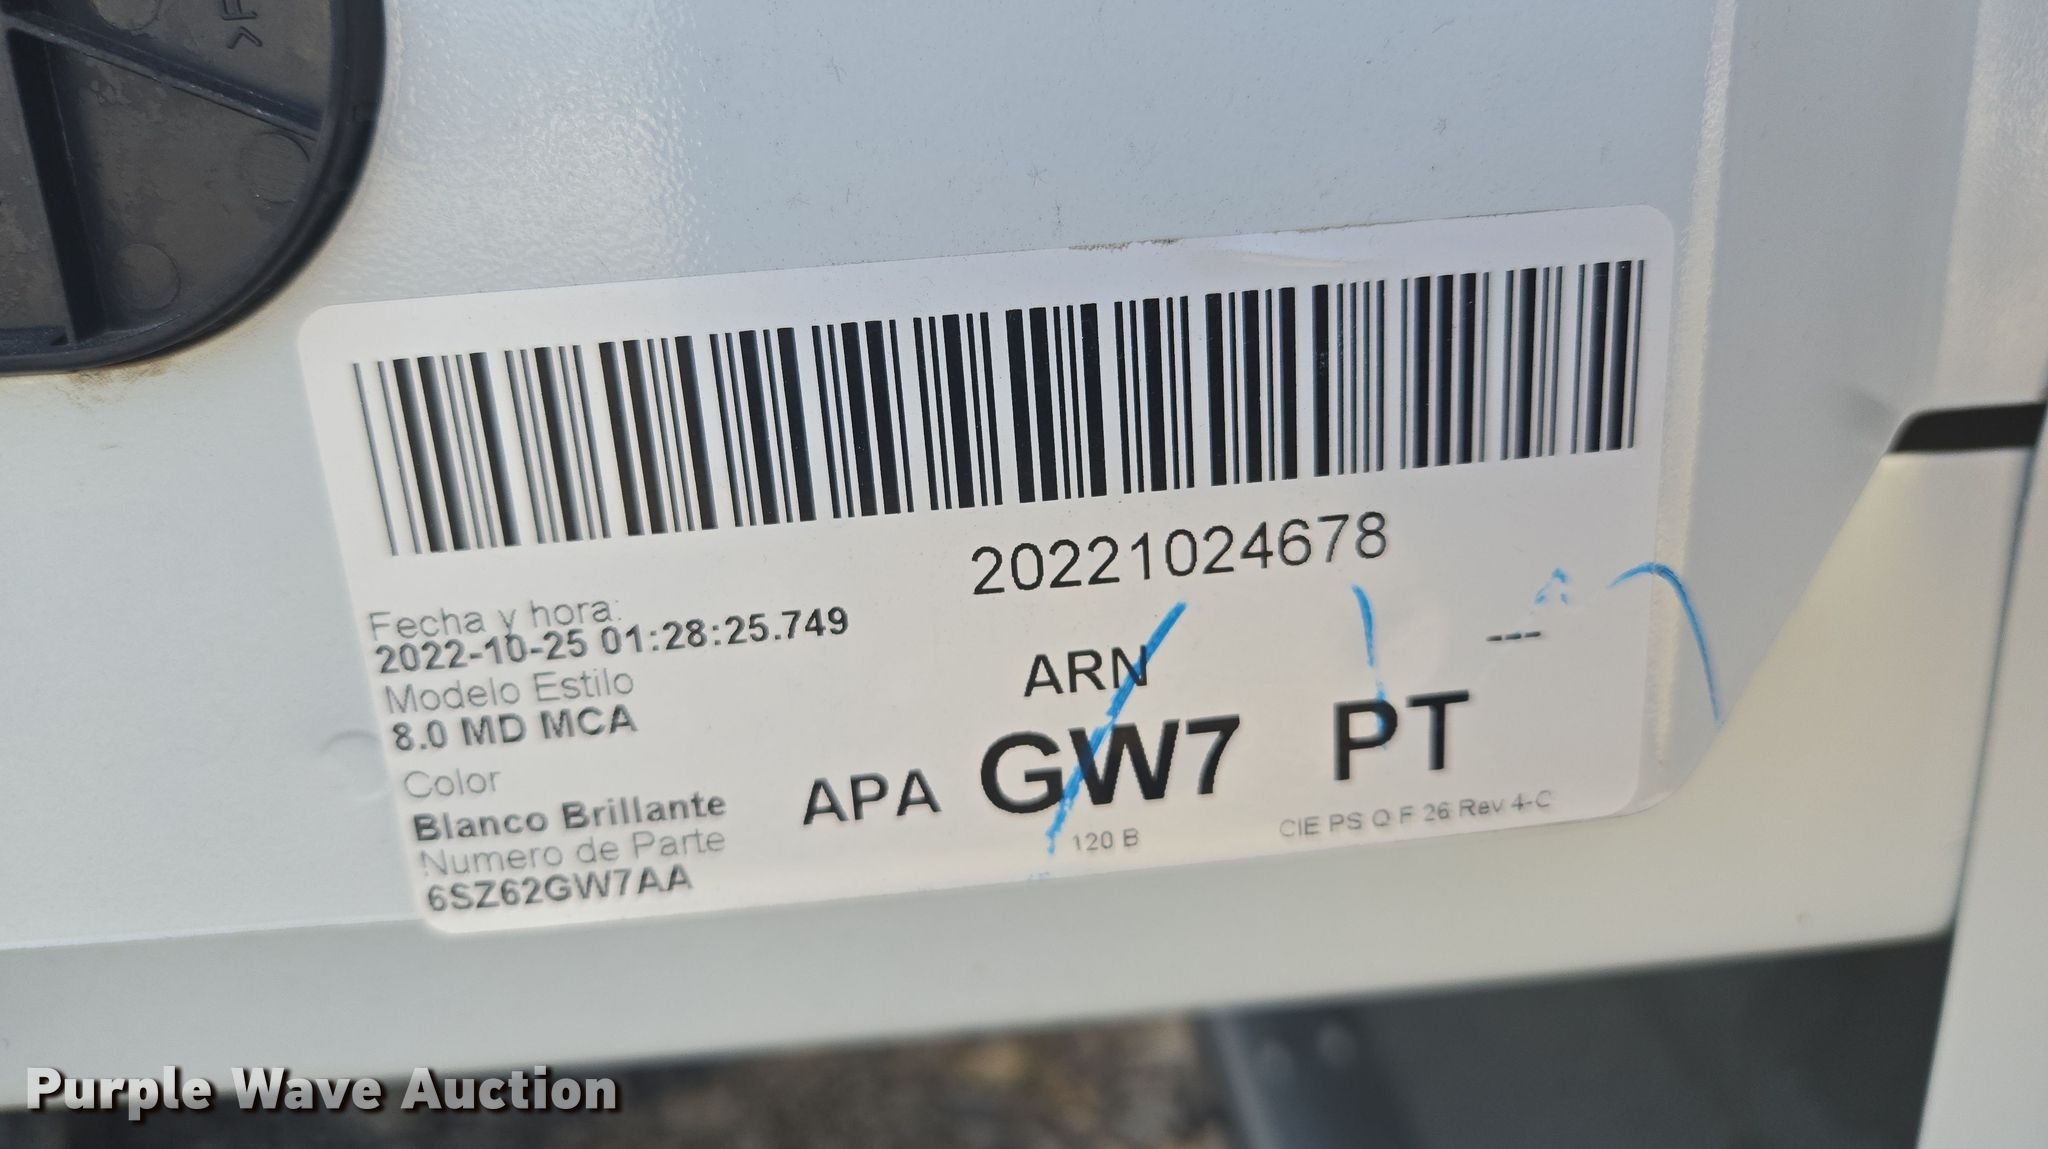 20221024678
Fecha y hora:
2022-10-25 01:28:25.749
Modelo Estilo
8.0 MD MCA
Color
Blanco Brillante
Numero de Parte
6SZ62GW7AA
ARN
---
APA GW7 PT
120 B
CIE PS Q F 26 Rev 4-C
Purple Wave Auction